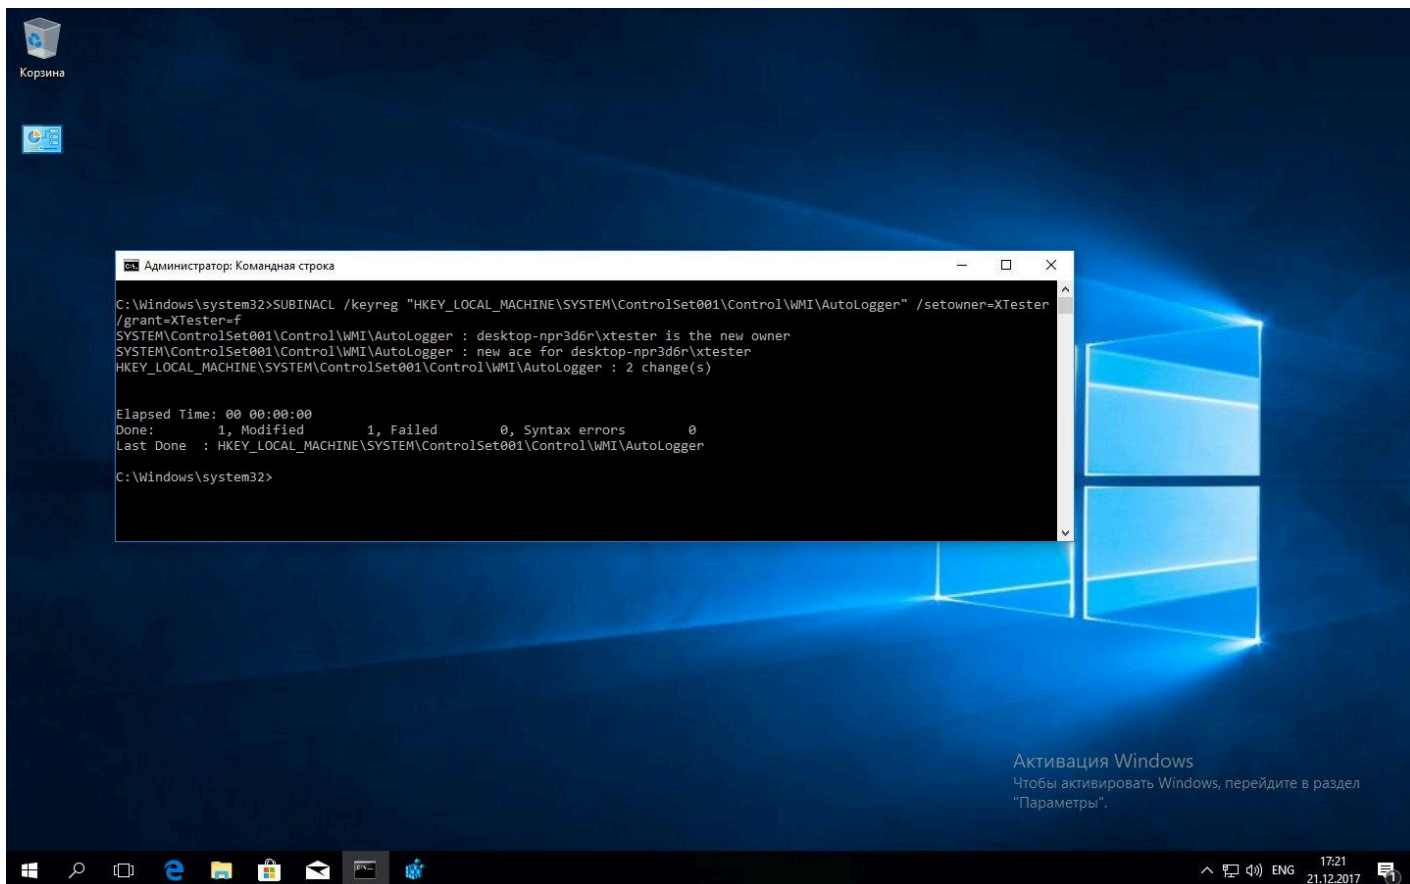 Корзина
Администратор: Командная строка
C:\Windows\system32>SUBINACL /keyreg "HKEY_LOCAL_MACHINE\SYSTEM\ControlSet001\Control\WMI\AutoLogger" /setowner=XTester
/grant=XTester=f
SYSTEM\ControlSet001\Control\WMI\AutoLogger : desktop-npr3d6r\xtester is the new owner
SYSTEM\ControlSet001\Control\WMI\AutoLogger : new ace for desktop-npr3d6r\xtester
HKEY_LOCAL_MACHINE\SYSTEM\ControlSet001\Control\WMI\AutoLogger : 2 change(s)
Elapsed Time: 00 00:00:00
Done:        1, Modified        1, Failed        0, Syntax errors        0
Last Done  : HKEY_LOCAL_MACHINE\SYSTEM\ControlSet001\Control\WMI\AutoLogger
C:\Windows\system32>
Активация Windows
Чтобы активировать Windows, перейдите в раздел
"Параметры".
ENG
17:21
21.12.2017
1